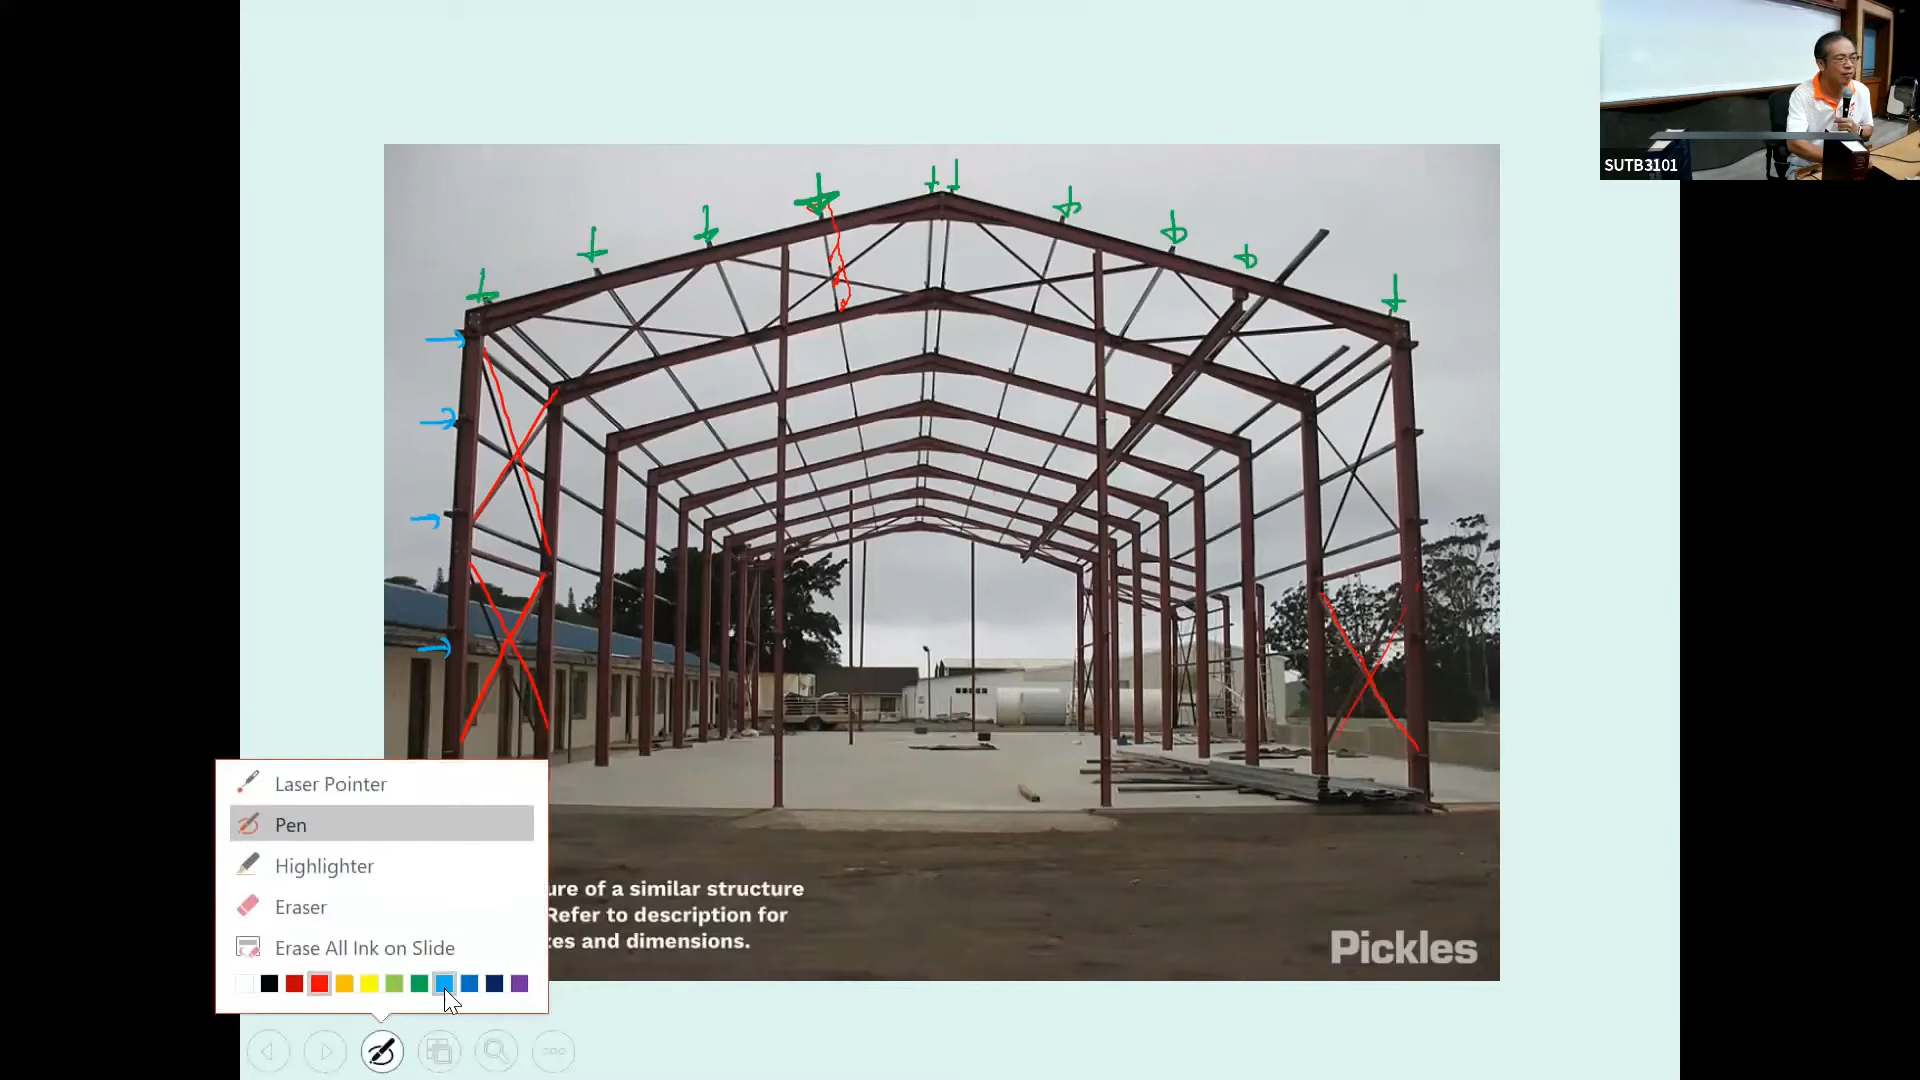 SUTB3101
Laser Pointer
Pen
Highlighter
Eraser
Erase All Ink on Slide
ure of a similar structure
Refer to description for
es and dimensions.
Pickles